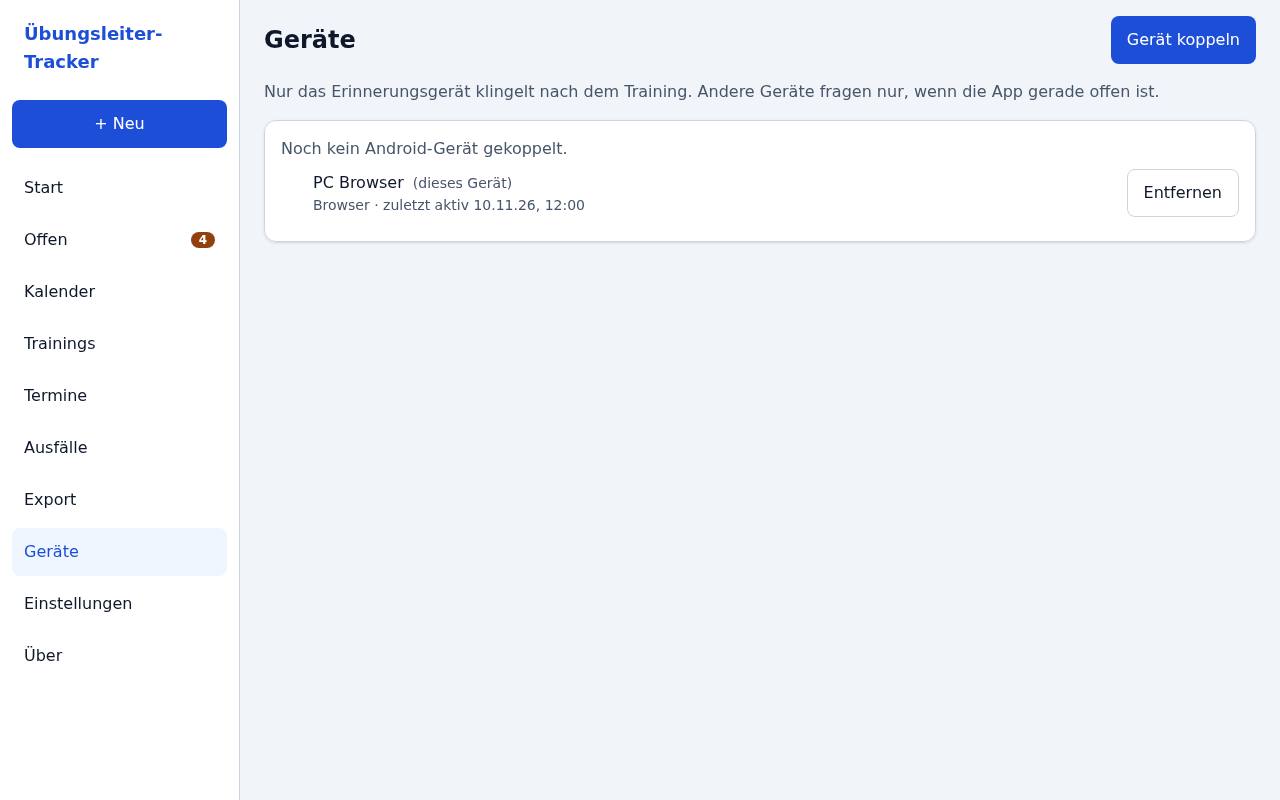 Übungsleiter-
Tracker
+ Neu
Start
Offen 4
Kalender
Trainings
Termine
Ausfälle
Export
Geräte
Einstellungen
Über
Geräte
Gerät koppeln
Nur das Erinnerungsgerät klingelt nach dem Training. Andere Geräte fragen nur, wenn die App gerade offen ist.
Noch kein Android-Gerät gekoppelt.
PC Browser (dieses Gerät)
Browser · zuletzt aktiv 10.11.26, 12:00
Entfernen